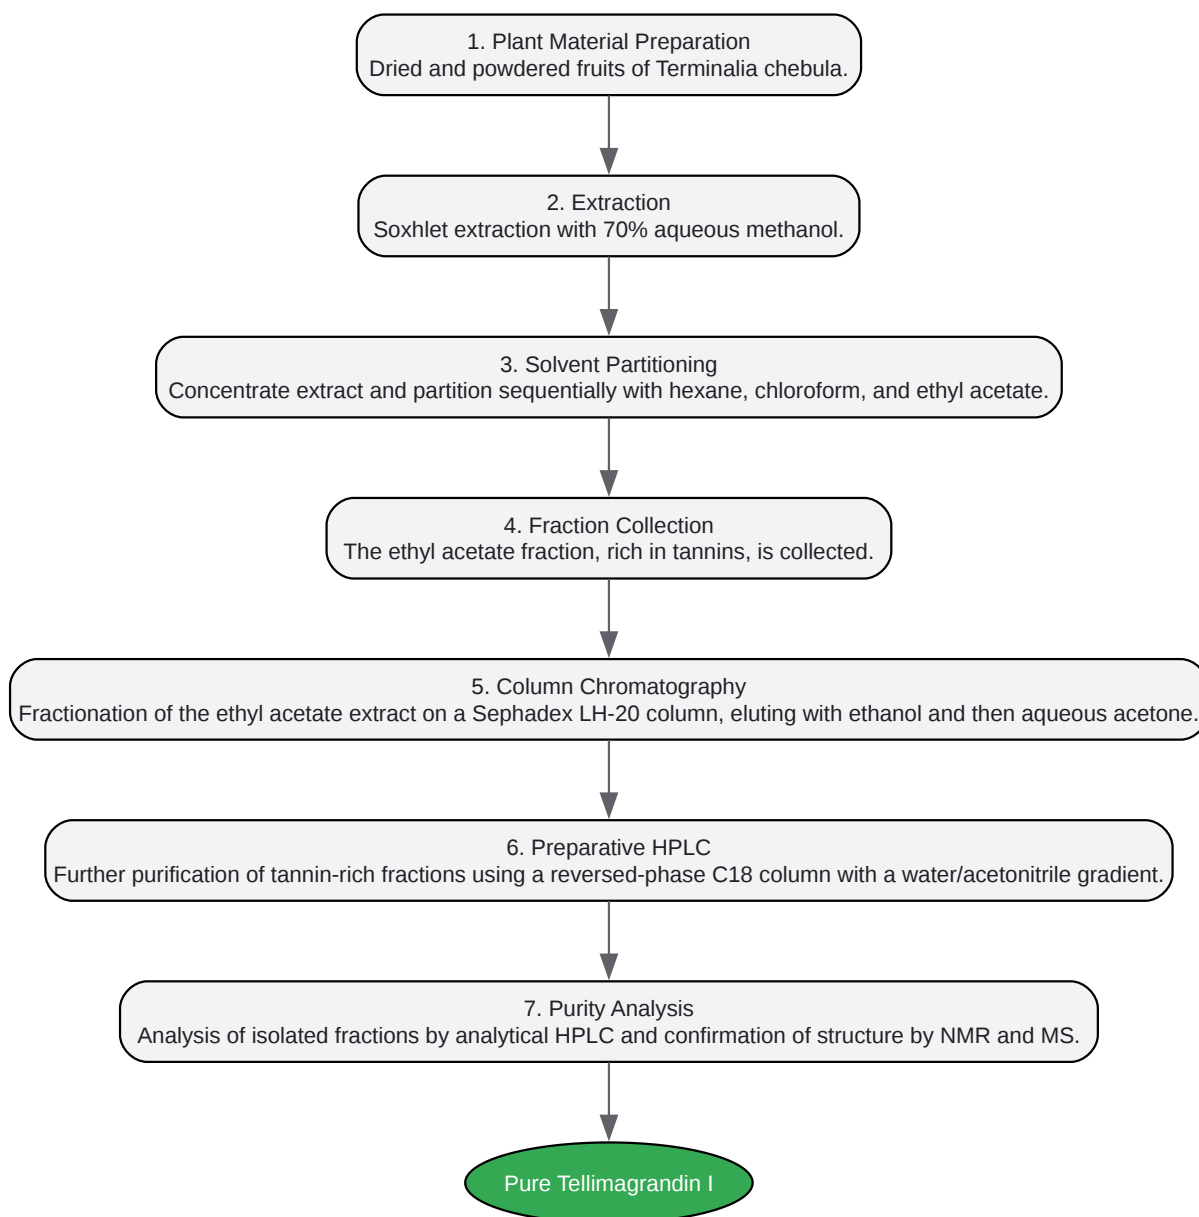 1. Plant Material Preparation
Dried and powdered fruits of Terminalia chebula.
2. Extraction
Soxhlet extraction with 70% aqueous methanol.
3. Solvent Partitioning
Concentrate extract and partition sequentially with hexane, chloroform, and ethyl acetate.
4. Fraction Collection
The ethyl acetate fraction, rich in tannins, is collected.
5. Column Chromatography
Fractionation of the ethyl acetate extract on a Sephadex LH-20 column, eluting with ethanol and then aqueous acetone.
6. Preparative HPLC
Further purification of tannin-rich fractions using a reversed-phase C18 column with a water/acetonitrile gradient.
7. Purity Analysis
Analysis of isolated fractions by analytical HPLC and confirmation of structure by NMR and MS.
Pure Tellimagrandin I